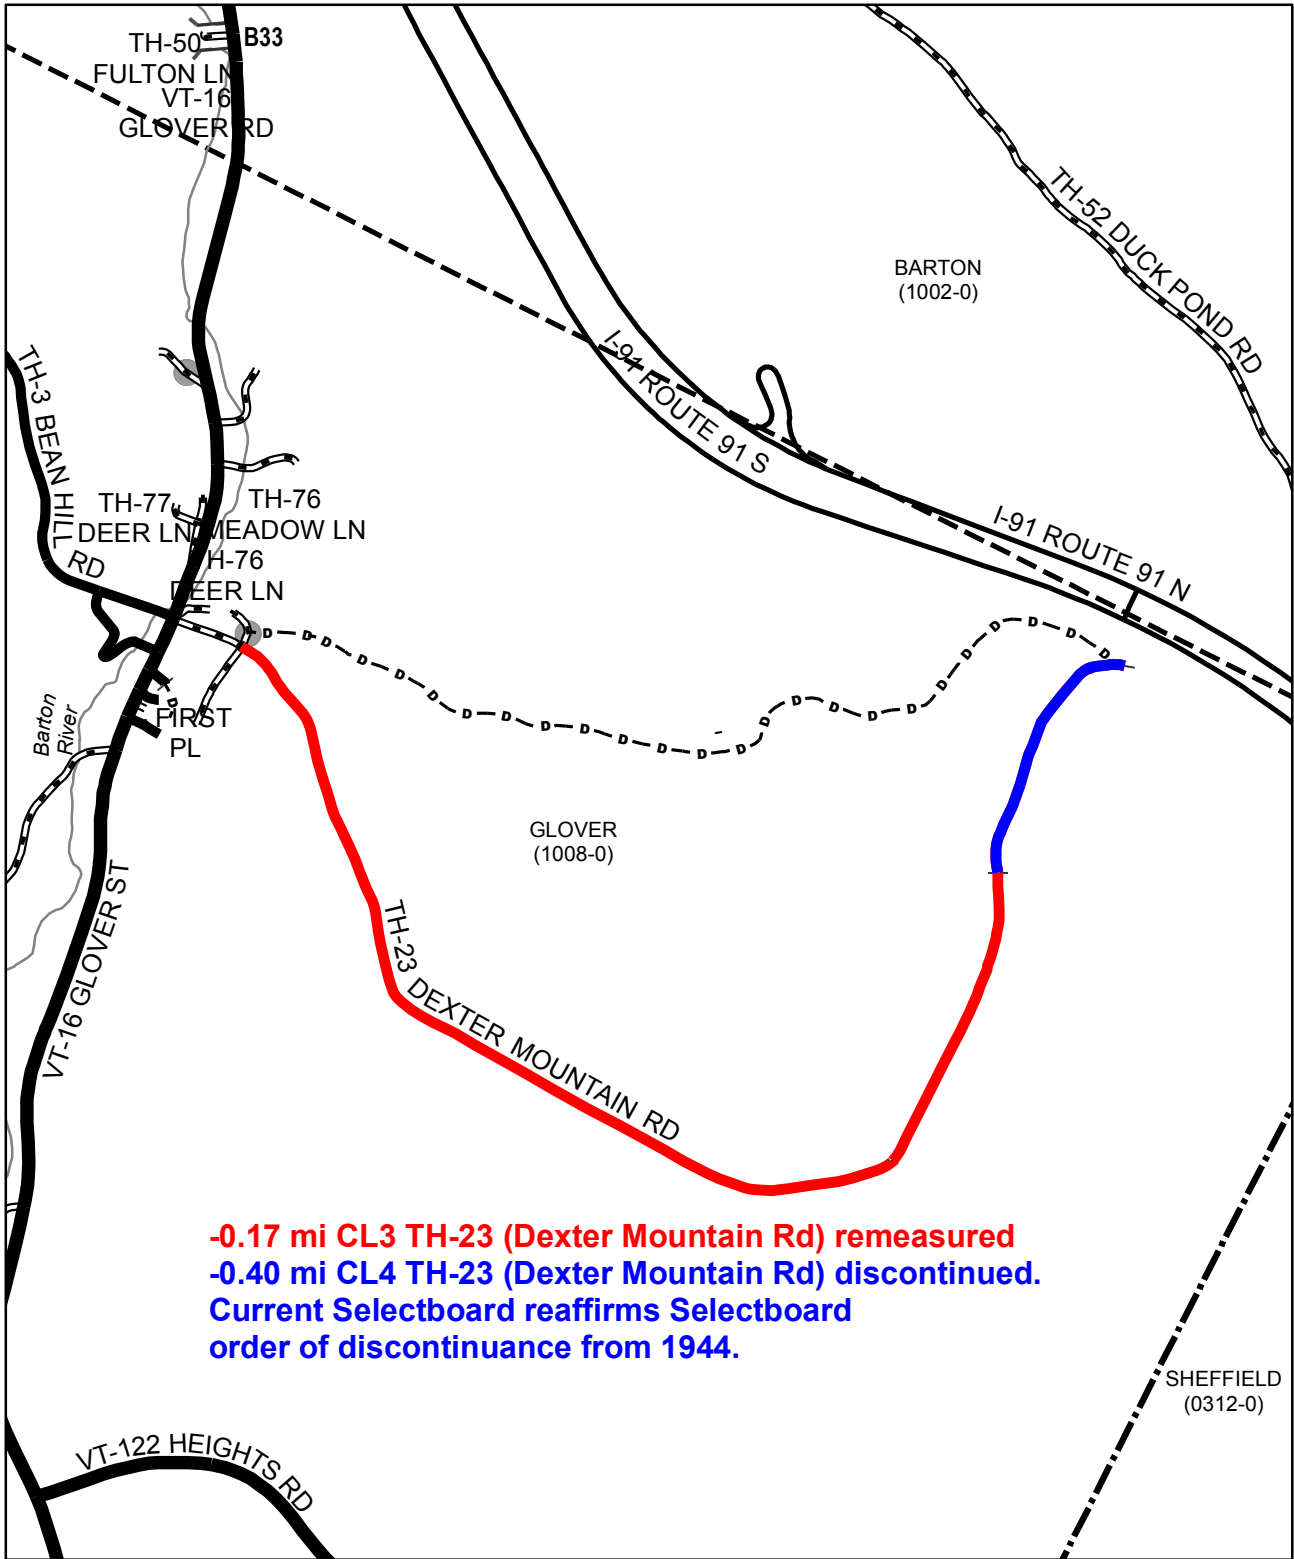 TH-50
B33
FULTON LN
VT-16
GLOVER RD
TH-52 DUCK POND RD
BARTON
(1002-0)
I-91 ROUTE 91 S
I-91 ROUTE 91 N
TH-3 BEAN HILL RD
TH-77
DEER LN
TH-76
MEADOW LN
H-76
DEER LN
D D D D D D D D D D D D D D D D D D D D D D D
D
FIRST
PL
Barton
River
GLOVER
(1008-0)
VT-16 GLOVER ST
TH-23 DEXTER MOUNTAIN RD
-0.17 mi CL3 TH-23 (Dexter Mountain Rd) remeasured
-0.40 mi CL4 TH-23 (Dexter Mountain Rd) discontinued.
Current Selectboard reaffirms Selectboard
order of discontinuance from 1944.
SHEFFIELD
(0312-0)
VT-122 HEIGHTS RD